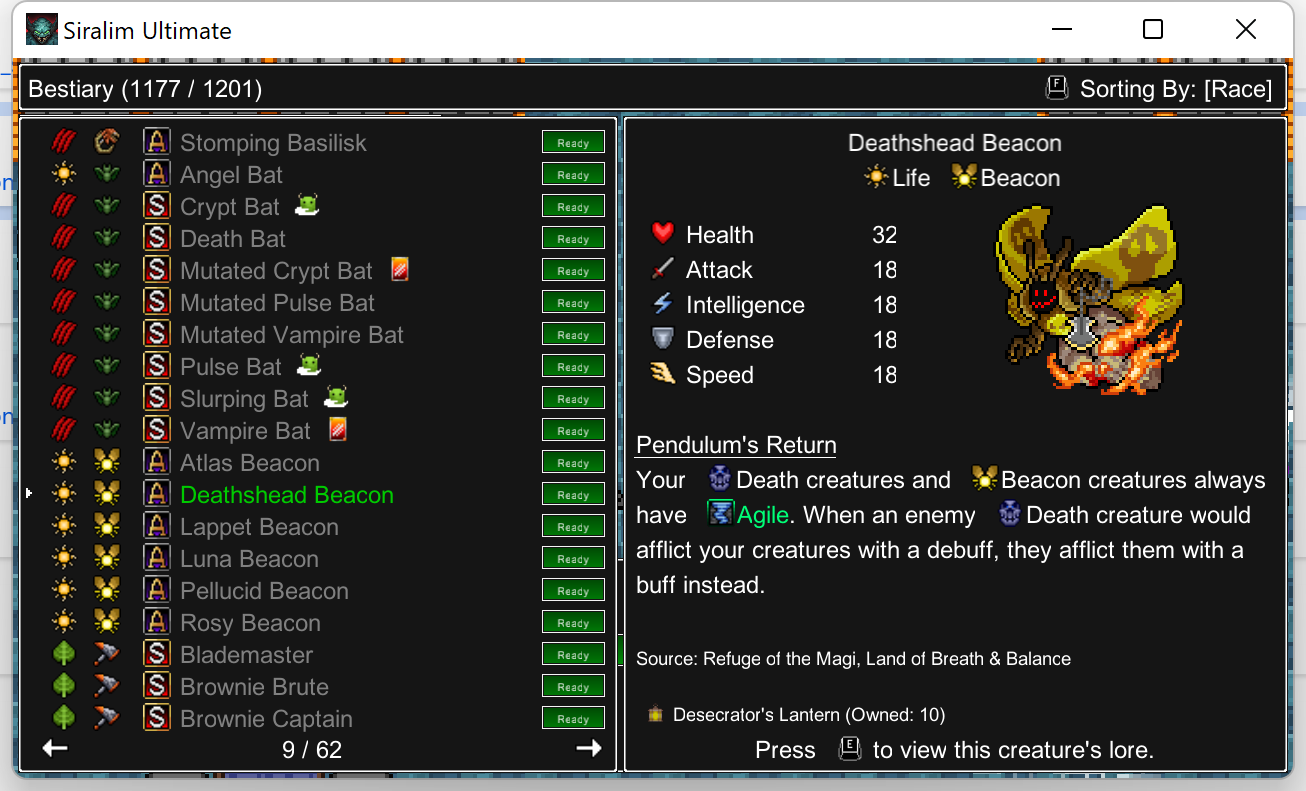 Siralim Ultimate
Bestiary (1177 / 1201)
F Sorting By: [Race]
A Stomping Basilisk Ready
A Angel Bat Ready
S Crypt Bat Ready
S Death Bat Ready
S Mutated Crypt Bat Ready
S Mutated Pulse Bat Ready
S Mutated Vampire Bat Ready
S Pulse Bat Ready
S Slurping Bat Ready
S Vampire Bat Ready
A Atlas Beacon Ready
A Deathshead Beacon Ready
A Lappet Beacon Ready
A Luna Beacon Ready
A Pellucid Beacon Ready
A Rosy Beacon Ready
S Blademaster Ready
S Brownie Brute Ready
S Brownie Captain Ready
9 / 62
Deathshead Beacon
Life Beacon
Health 32
Attack 18
Intelligence 18
Defense 18
Speed 18
Pendulum's Return
Your Death creatures and Beacon creatures always
have Agile. When an enemy Death creature would
afflict your creatures with a debuff, they afflict them with a
buff instead.
Source: Refuge of the Magi, Land of Breath & Balance
Desecrator's Lantern (Owned: 10)
Press E to view this creature's lore.